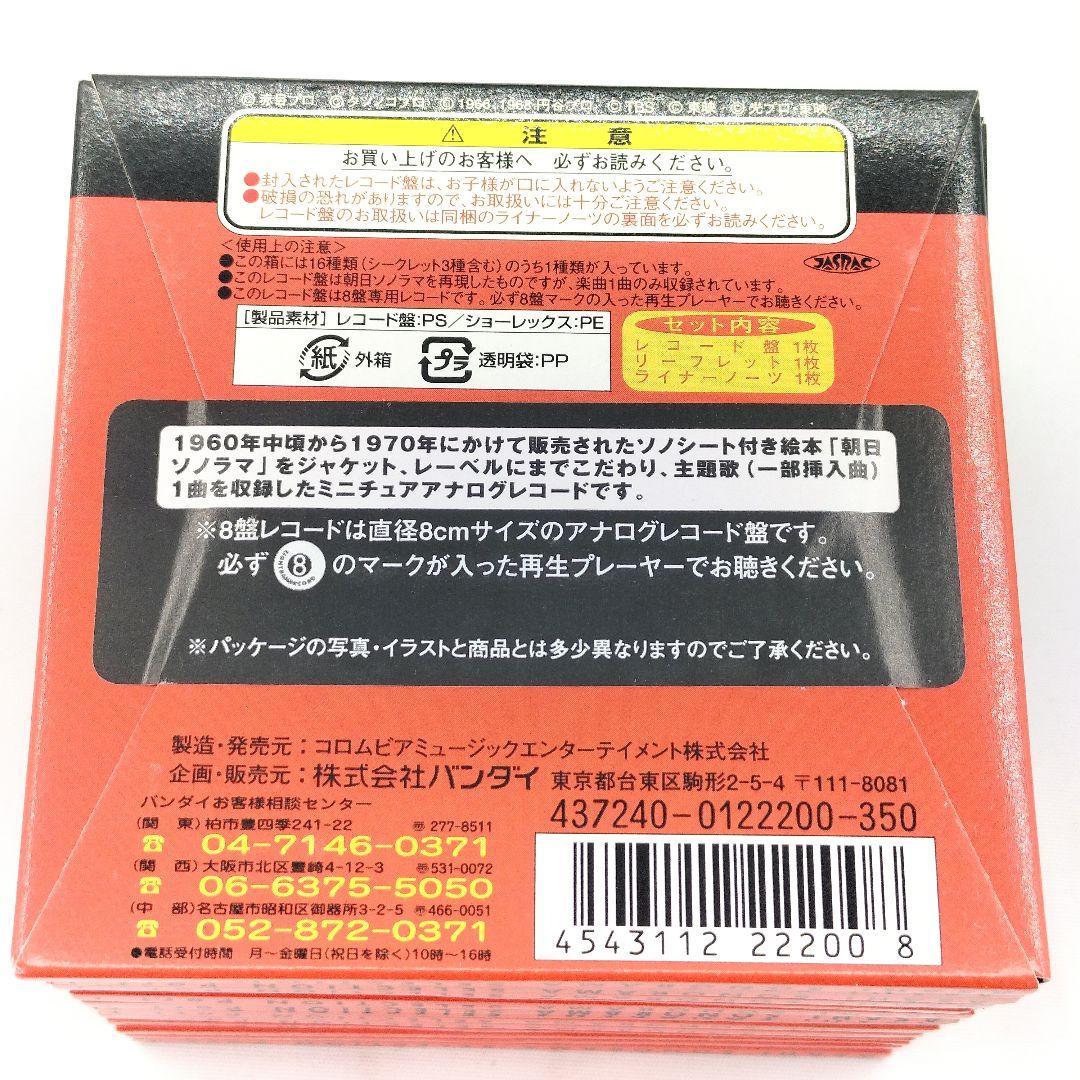 ©赤塚プロ ©タツノコプロ ©1966,1968 円谷プロ ©TBS ©東映 ©光プロ・東映
⚠ 注意
お買い上げのお客様へ 必ずお読みください。
●封入されたレコード盤は、お子様が口に入れないようご注意ください。
●破損の恐れがありますので、お取扱いには十分ご注意ください。
レコード盤のお取扱いは同梱のライナーノーツの裏面を必ずお読みください。
<使用上の注意>
●この箱には16種類(シークレット3種含む)のうち1種類が入っています。
●このレコード盤は朝日ソノラマを再現したものですが、楽曲1曲のみ収録されています。
●このレコード盤は8盤専用レコードです。必ず8盤マークの入った再生プレーヤーでお聴きください。
JASRAC
[製品素材] レコード盤:PS/ショーレックス:PE
紙 外箱 プラ 透明袋:PP
セット内容
レコード盤 1枚
リーフレット 1枚
ライナーノーツ 1枚
1960年中頃から1970年にかけて販売されたソノシート付き絵本「朝日
ソノラマ」をジャケット、レーベルにまでこだわり、主題歌(一部挿入曲)
1曲を収録したミニチュアアナログレコードです。
※8盤レコードは直径8cmサイズのアナログレコード盤です。
必ず 8 のマークが入った再生プレーヤーでお聴きください。
※パッケージの写真・イラストと商品とは多少異なりますのでご了承ください。
製造・発売元:コロムビアミュージックエンターテイメント株式会社
企画・販売元:株式会社バンダイ 東京都台東区駒形2-5-4 〒111-8081
バンダイお客様相談センター
(関 東)柏市豊四季241-22 〠277-8511
☎ 04-7146-0371
(関 西)大阪市北区豊崎4-12-3 〠531-0072
☎ 06-6375-5050
(中 部)名古屋市昭和区御器所3-2-5 〠466-0051
☎ 052-872-0371
●電話受付時間 月~金曜日(祝日を除く)10時~16時
437240-0122200-350
4543112 222008